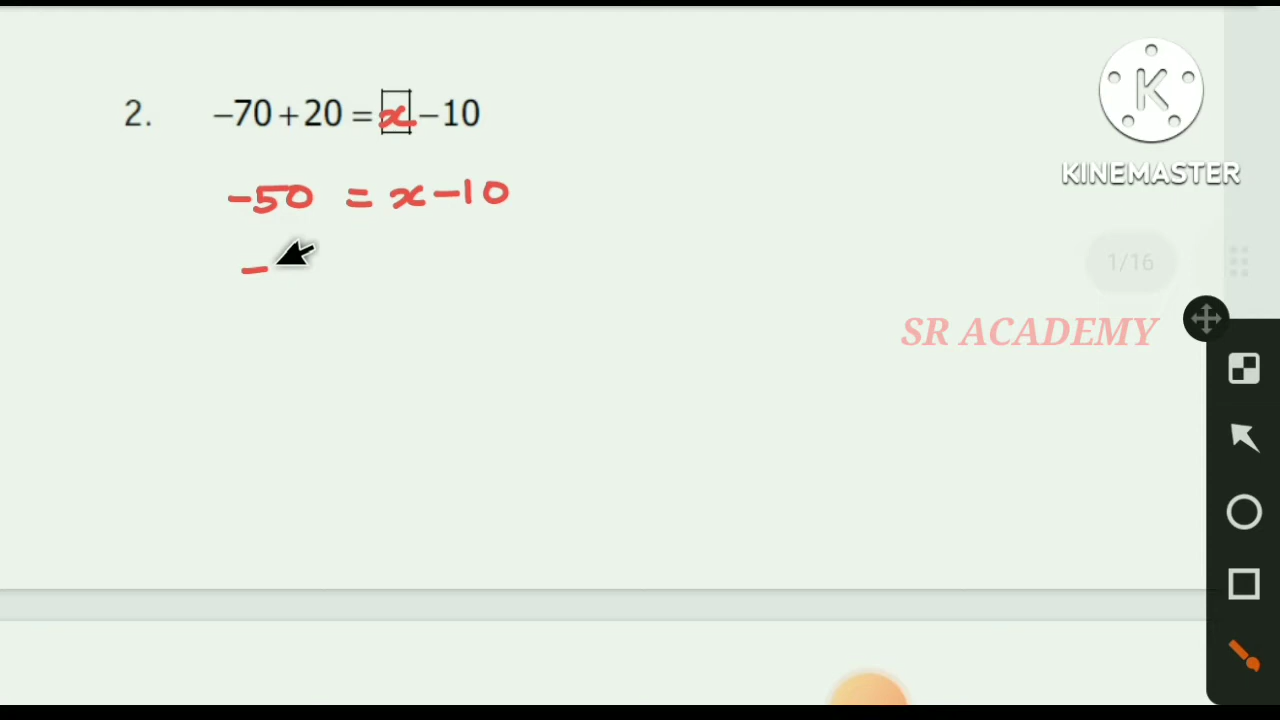 2. −70+20 = x −10
−50 = x −10
−
K
KINEMASTER
1/16
SR ACADEMY